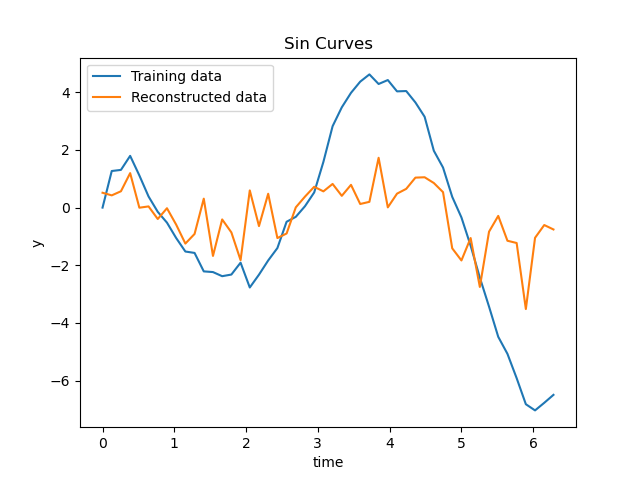 Sin Curves
Training data
Reconstructed data
4
2
0
−2
−4
−6
y
0 1 2 3 4 5 6
time